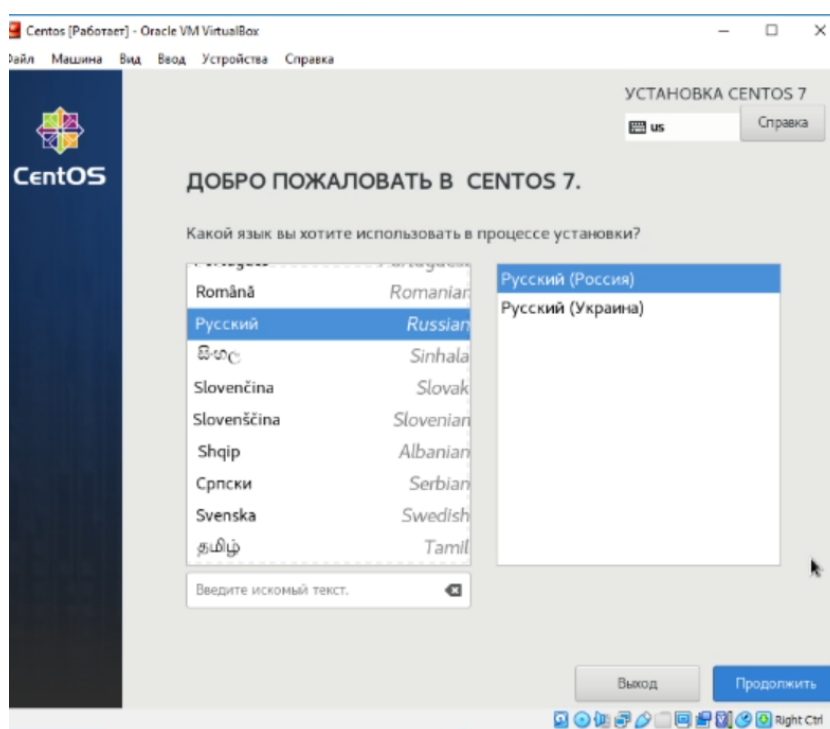 Centos [Работает] - Oracle VM VirtualBox
Файл Машина Вид Ввод Устройства Справка
УСТАНОВКА CENTOS 7
us
Справка
CentOS
ДОБРО ПОЖАЛОВАТЬ В CENTOS 7.
Какой язык вы хотите использовать в процессе установки?
Română Romanian
Русский Russian
සිංහල Sinhala
Slovenčina Slovak
Slovenščina Slovenian
Shqip Albanian
Српски Serbian
Svenska Swedish
தமிழ் Tamil
Русский (Россия)
Русский (Украина)
Введите искомый текст.
Выход
Продолжить
Right Ctrl